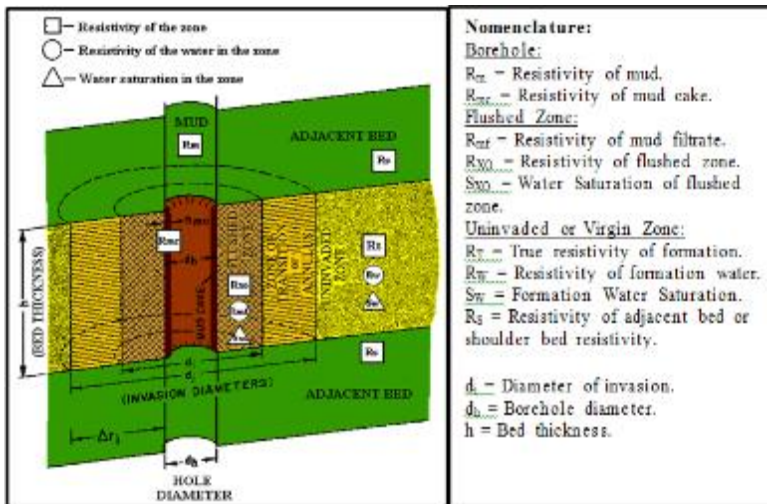 — Resistivity of the zone
— Resistivity of the water in the zone
— Water saturation in the zone
MUD
Rm
ADJACENT BED
Rs
Rmc
dh
FLUSHED ZONE
ZONE OF TRANSITION OR ANNULUS
UNINVADED ZONE
MUD CAKE
Rxo
Rmf
Rt
Rw
Sw
Rs
h
(BED THICKNESS)
di
dj
(INVASION DIAMETERS)
ADJACENT BED
Δrj
dh
HOLE
DIAMETER
Nomenclature:
Borehole:
Rm – Resistivity of mud.
Rmc – Resistivity of mud cake.
Flushed Zone:
Rmf – Resistivity of mud filtrate.
RXO – Resistivity of flushed zone.
SXO – Water Saturation of flushed
zone.
Uninvaded or Virgin Zone:
RT – True resistivity of formation.
RW – Resistivity of formation water.
SW – Formation Water Saturation.
RS = Resistivity of adjacent bed or
shoulder bed resistivity.
di = Diameter of invasion.
dh = Borehole diameter.
h = Bed thickness.